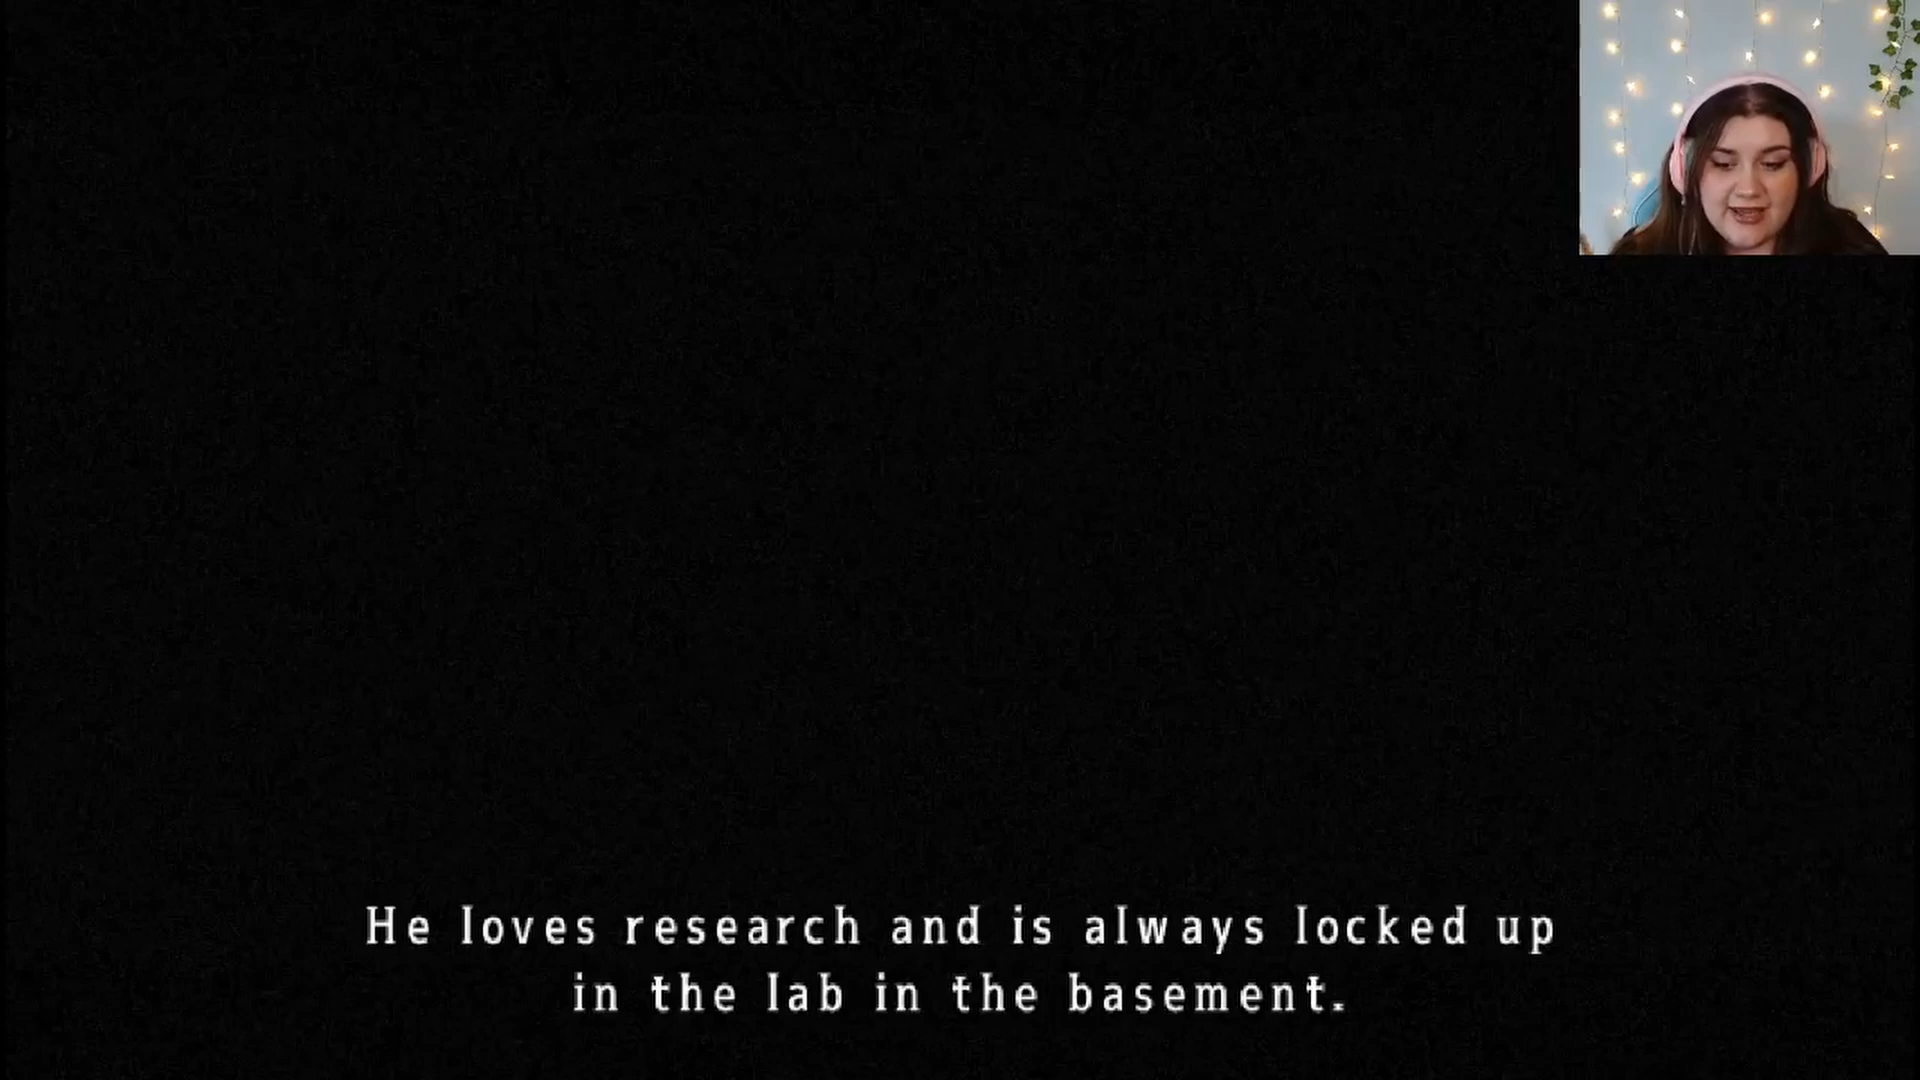 He loves research and is always locked up
in the lab in the basement.